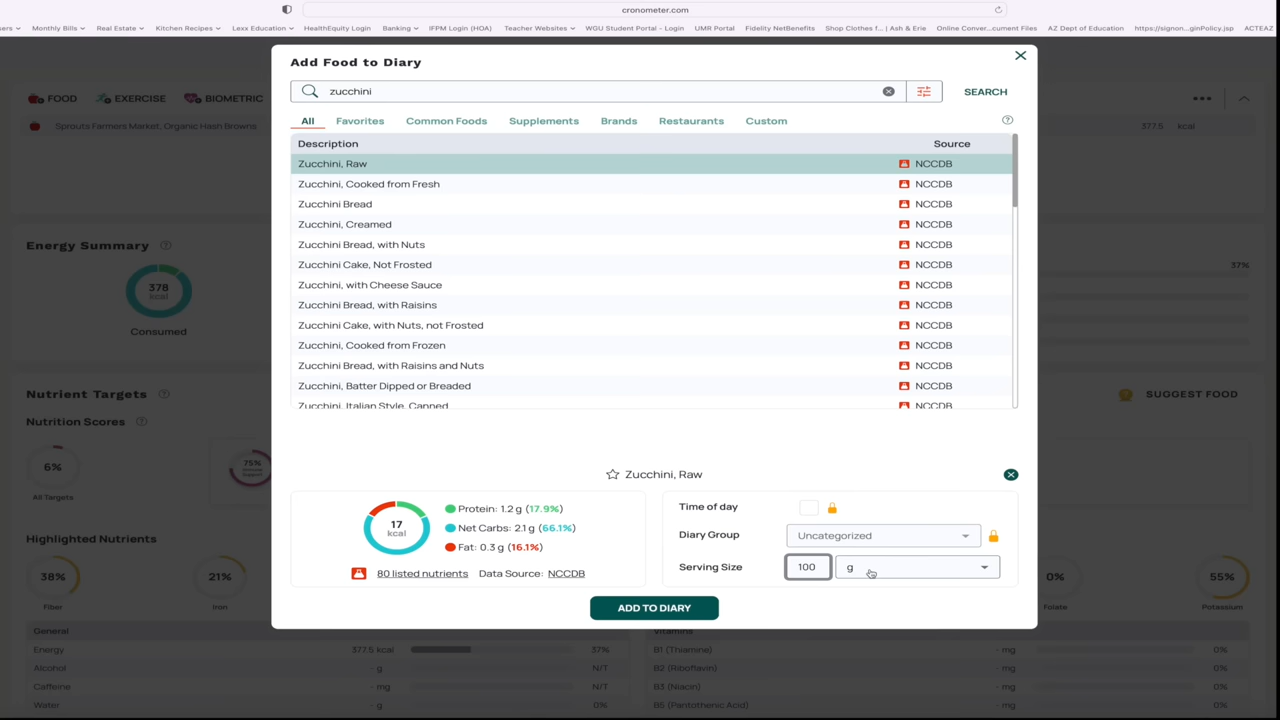 cronometer.com
Monthly Bills Real Estate Kitchen Recipes Lexx Education HealthEquity Login Banking IFPM Login (HOA) Teacher Websites WGU Student Portal - Login UMR Portal Fidelity NetBenefits Shop Clothes f... | Ash & Erie Online Conver...cument Files AZ Dept of Education https://signon...ginPolicy.jsp ACTEAZ
Add Food to Diary
zucchini
SEARCH
FOOD EXERCISE BIOMETRIC
All Favorites Common Foods Supplements Brands Restaurants Custom
Sprouts Farmers Market, Organic Hash Browns 377.5 kcal
Description Source
Zucchini, Raw NCCDB
Zucchini, Cooked from Fresh NCCDB
Zucchini Bread NCCDB
Zucchini, Creamed NCCDB
Zucchini Bread, with Nuts NCCDB
Zucchini Cake, Not Frosted NCCDB
Zucchini, with Cheese Sauce NCCDB
Zucchini Bread, with Raisins NCCDB
Zucchini Cake, with Nuts, not Frosted NCCDB
Zucchini, Cooked from Frozen NCCDB
Zucchini Bread, with Raisins and Nuts NCCDB
Zucchini, Batter Dipped or Breaded NCCDB
Zucchini, Italian Style, Canned NCCDB
Energy Summary
37%
378
kcal
Consumed
Nutrient Targets
SUGGEST FOOD
Nutrition Scores
6%
All Targets
75%
Highlighted Nutrients
38%
Fiber
21%
Iron
0%
Folate
55%
Potassium
Zucchini, Raw
17
kcal
Protein: 1.2 g (17.9%)
Net Carbs: 2.1 g (66.1%)
Fat: 0.3 g (16.1%)
80 listed nutrients Data Source: NCCDB
Time of day
Diary Group Uncategorized
Serving Size 100 g
ADD TO DIARY
General
Energy 377.5 kcal 37%
Alcohol - g N/T
Caffeine - mg N/T
Water - g 0%
Vitamins
B1 (Thiamine) - mg 0%
B2 (Riboflavin) - mg 0%
B3 (Niacin) - mg 0%
B5 (Pantothenic Acid) - mg 0%